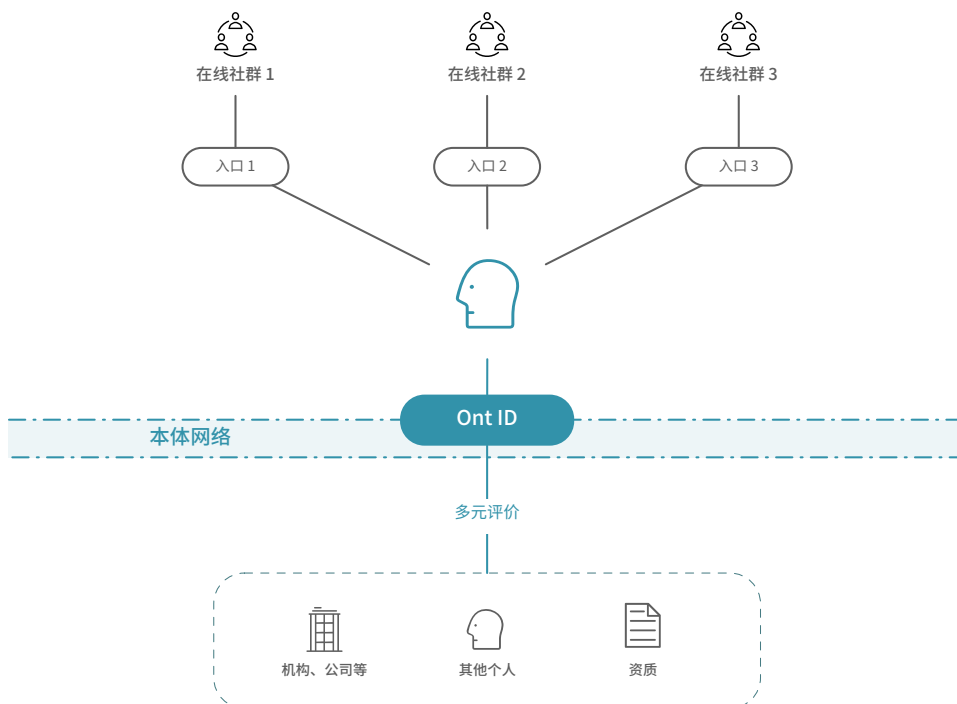 在线社群 1
在线社群 2
在线社群 3
入口 1
入口 2
入口 3
Ont ID
本体网络
多元评价
机构、公司等
其他个人
资质